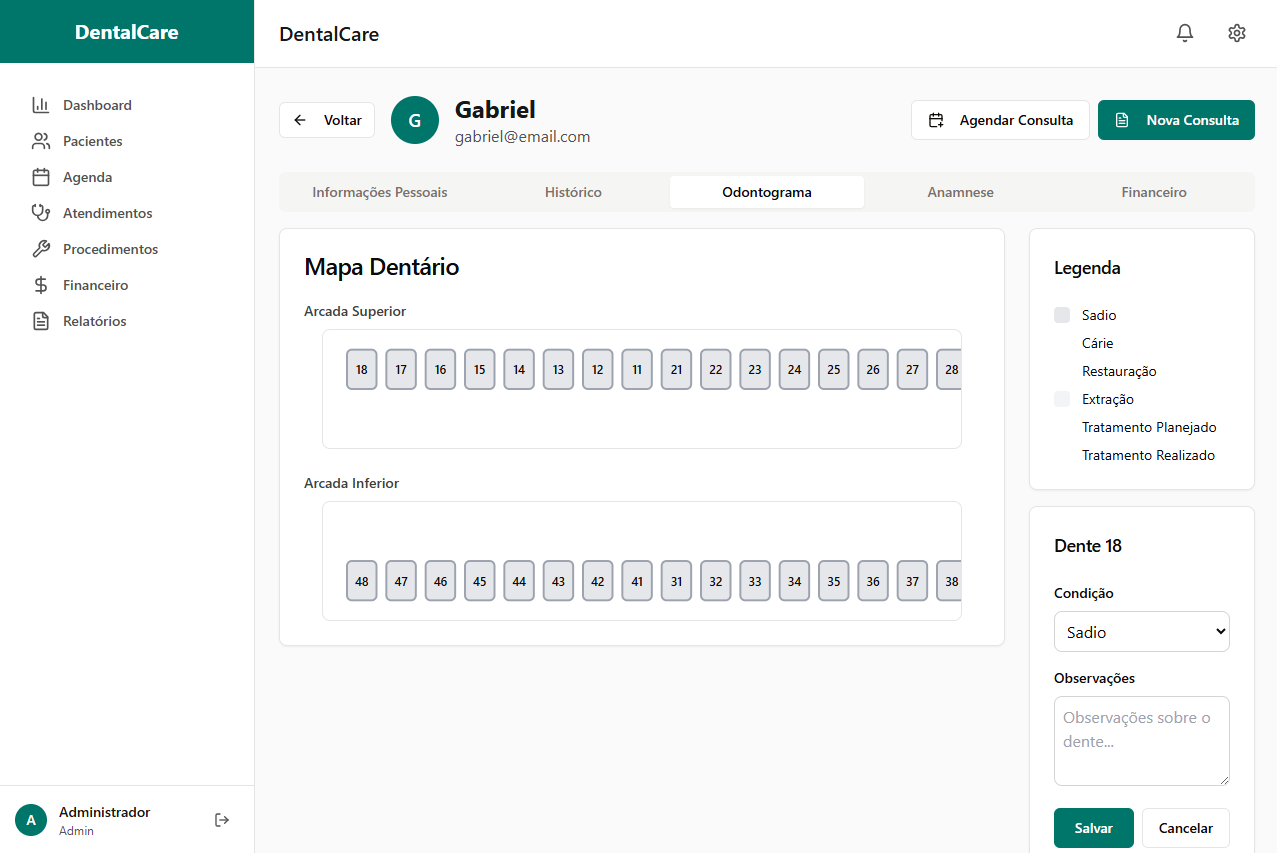 DentalCare
DentalCare
Dashboard
Pacientes
Agenda
Atendimentos
Procedimentos
Financeiro
Relatórios
A
Administrador
Admin
Voltar
G
Gabriel
gabriel@email.com
Agendar Consulta
Nova Consulta
Informações Pessoais
Histórico
Odontograma
Anamnese
Financeiro
Mapa Dentário
Arcada Superior
18 17 16 15 14 13 12 11 21 22 23 24 25 26 27 28
Arcada Inferior
48 47 46 45 44 43 42 41 31 32 33 34 35 36 37 38
Legenda
Sadio
Cárie
Restauração
Extração
Tratamento Planejado
Tratamento Realizado
Dente 18
Condição
Sadio
Observações
Observações sobre o
dente...
Salvar
Cancelar